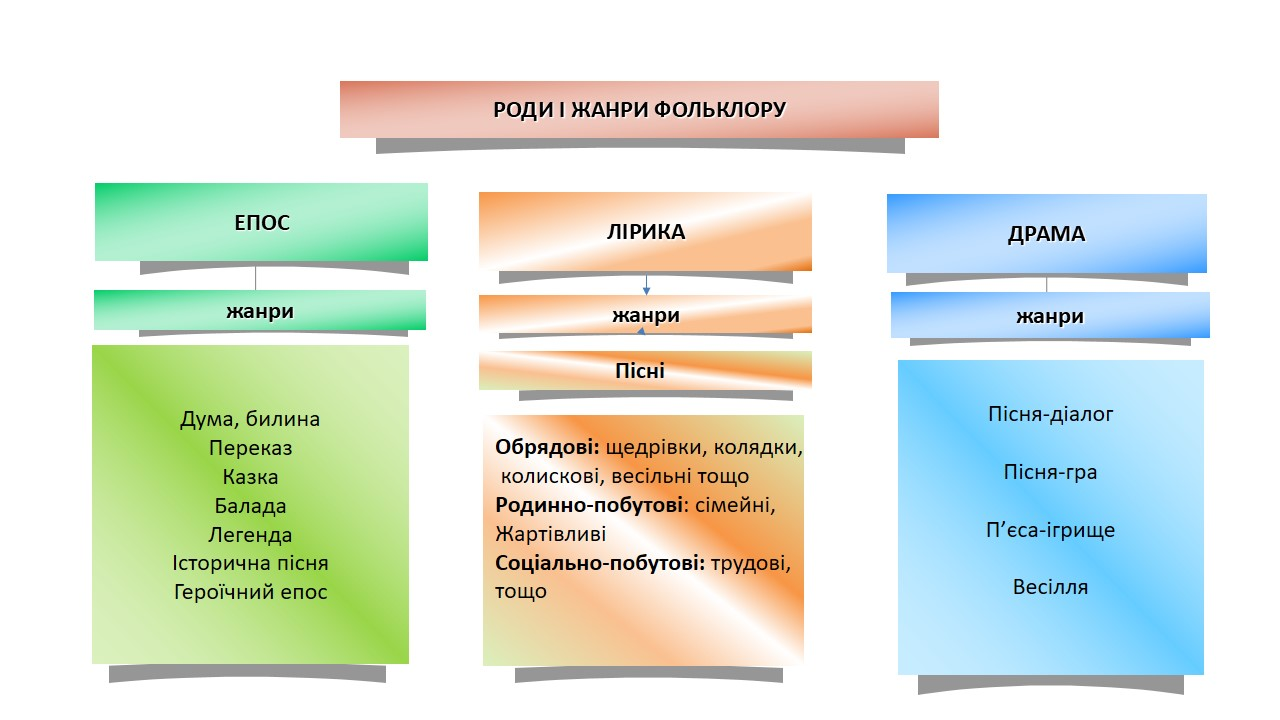 РОДИ І ЖАНРИ ФОЛЬКЛОРУ
ЕПОС
жанри
Дума, билина
Переказ
Казка
Балада
Легенда
Історична пісня
Героїчний епос
ЛІРИКА
жанри
Пісні
Обрядові: щедрівки, колядки,
колискові, весільні тощо
Родинно-побутові: сімейні,
Жартівливі
Соціально-побутові: трудові,
тощо
ДРАМА
жанри
Пісня-діалог
Пісня-гра
П’єса-ігрище
Весілля